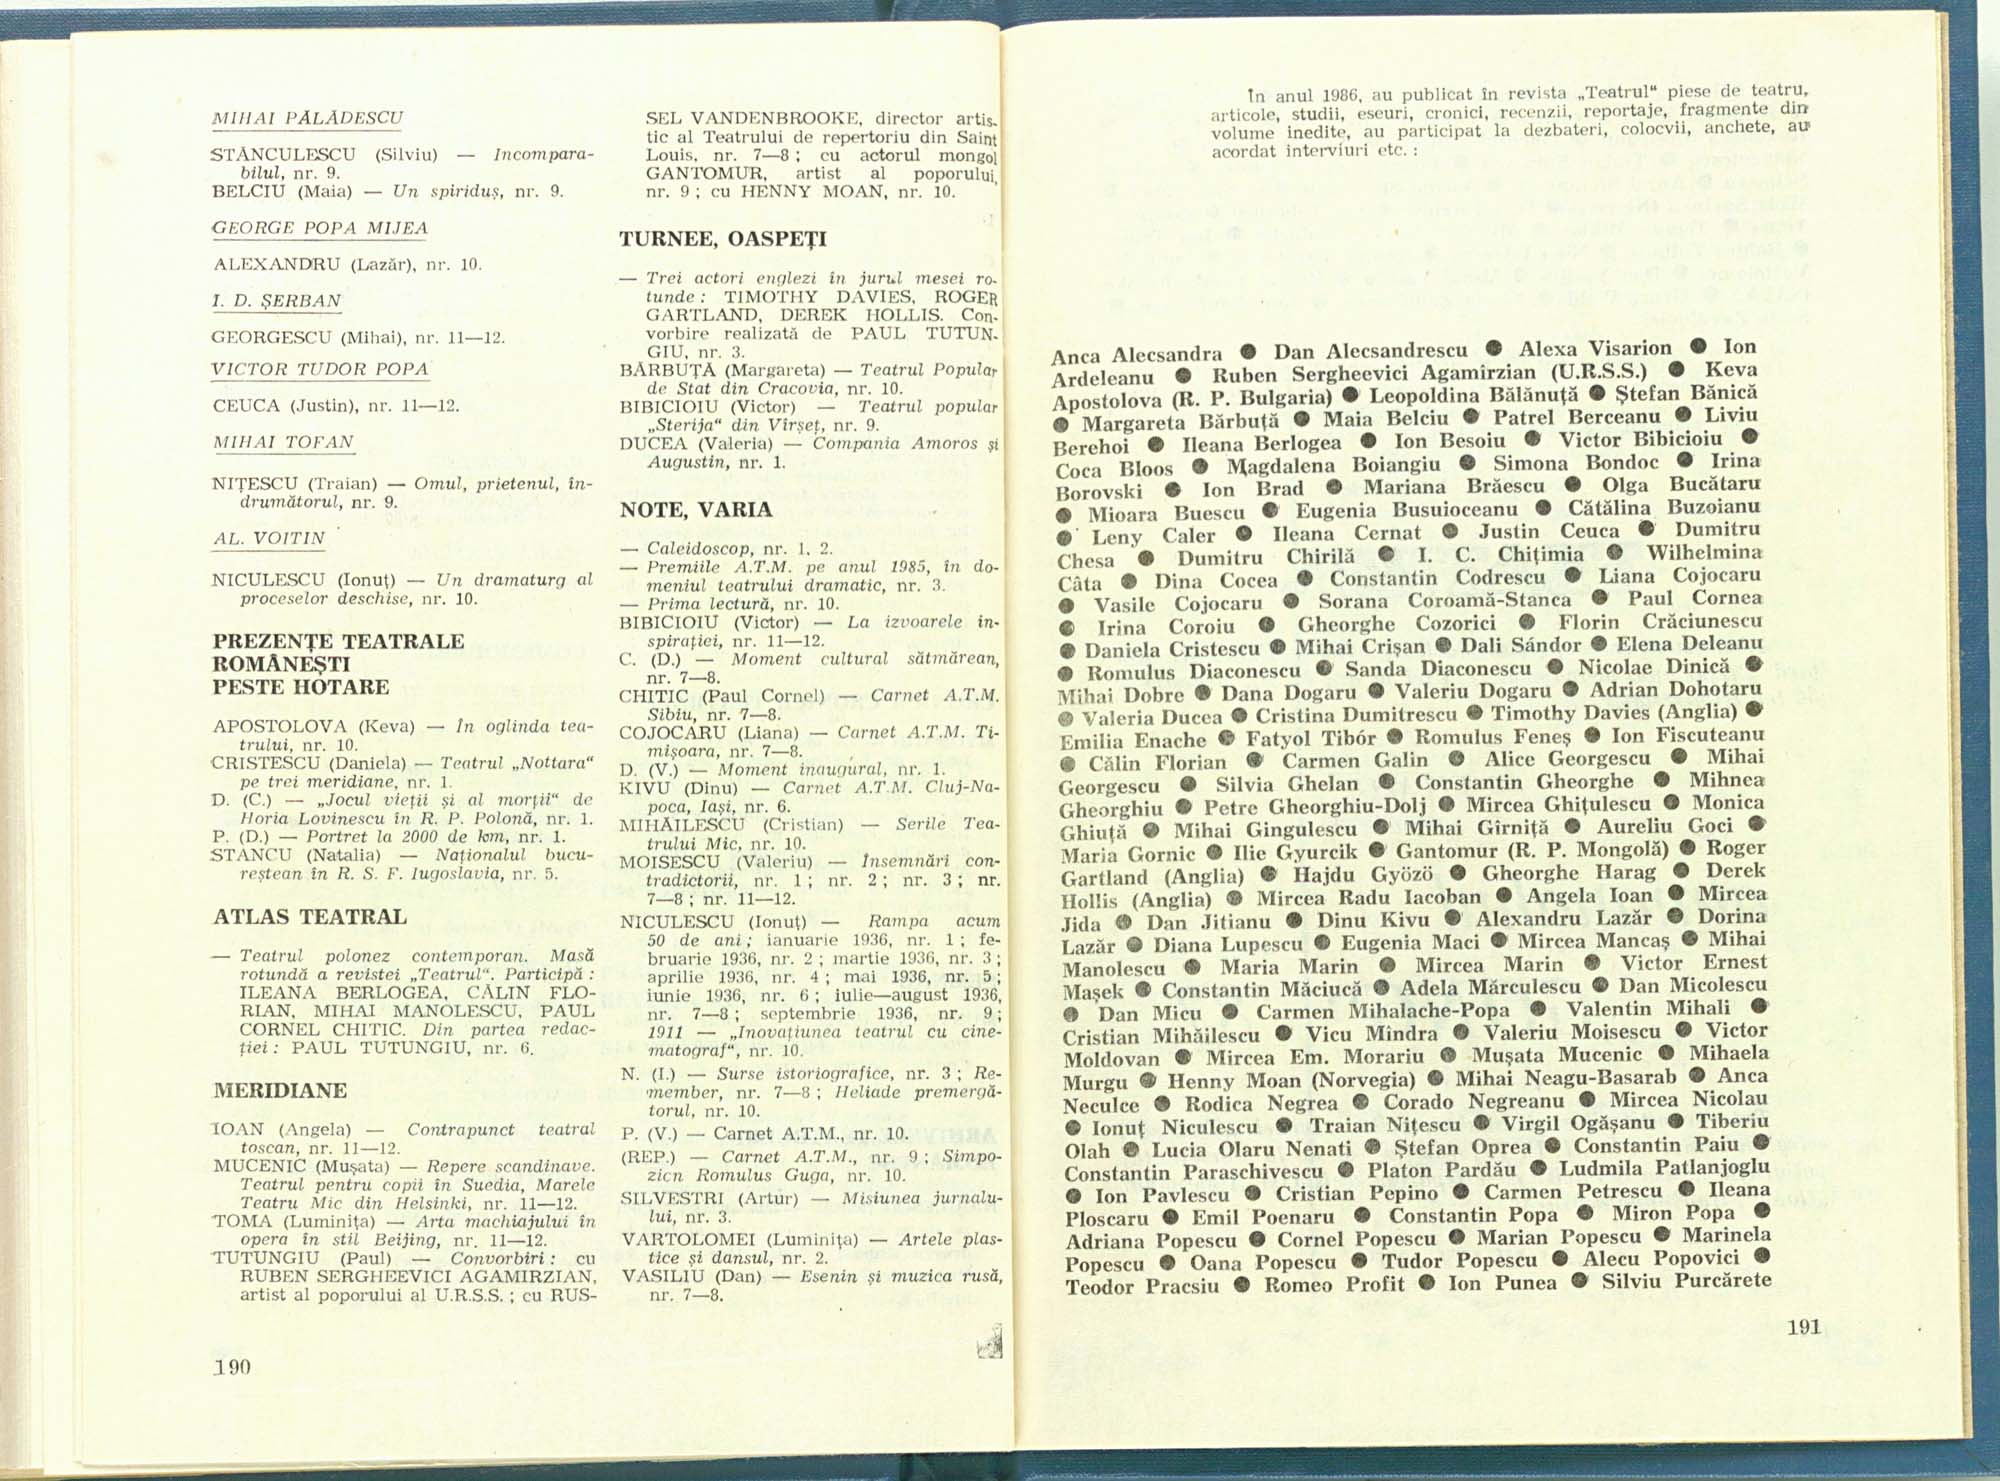 MIHAI PĂLĂDESCU
STĂNCULESCU (Silviu) — Incompara-
bilul, nr. 9.
BELCIU (Maia) — Un spiriduș, nr. 9.
GEORGE POPA MIJEA
ALEXANDRU (Lazăr), nr. 10.
I. D. ȘERBAN
GEORGESCU (Mihai), nr. 11—12.
VICTOR TUDOR POPA
CEUCA (Justin), nr. 11—12.
MIHAI TOFAN
NIȚESCU (Traian) — Omul, prietenul, în-
drumătorul, nr. 9.
AL. VOITIN
NICULESCU (Ionuț) — Un dramaturg al
proceselor deschise, nr. 10.
PREZENȚE TEATRALE
ROMÂNEȘTI
PESTE HOTARE
APOSTOLOVA (Keva) — În oglinda tea-
trului, nr. 10.
CRISTESCU (Daniela) — Teatrul „Nottara"
pe trei meridiane, nr. 1.
D. (C.) — „Jocul vieții și al morții" de
Horia Lovinescu în R. P. Polonă, nr. 1.
P. (D.) — Portret la 2000 de km, nr. 1.
STANCU (Natalia) — Naționalul bucu-
reștean în R. S. F. Iugoslavia, nr. 5.
ATLAS TEATRAL
— Teatrul polonez contemporan. Masă
rotundă a revistei „Teatrul". Participă :
ILEANA BERLOGEA, CĂLIN FLO-
RIAN, MIHAI MANOLESCU, PAUL
CORNEL CHITIC. Din partea redac-
ției : PAUL TUTUNGIU, nr. 6.
MERIDIANE
IOAN (Angela) — Contrapunct teatral
toscan, nr. 11—12.
MUCENIC (Mușata) — Repere scandinave.
Teatrul pentru copii în Suedia, Marele
Teatru Mic din Helsinki, nr. 11—12.
TOMA (Luminița) — Arta machiajului în
opera în stil Beijing, nr. 11—12.
TUTUNGIU (Paul) — Convorbiri : cu
RUBEN SERGHEEVICI AGAMIRZIAN,
artist al poporului al U.R.S.S. ; cu RUS-
190
SEL VANDENBROOKE, director artis-
tic al Teatrului de repertoriu din Saint
Louis, nr. 7—8 ; cu actorul mongol
GANTOMUR, artist al poporului,
nr. 9 ; cu HENNY MOAN, nr. 10.
TURNEE, OASPEȚI
— Trei actori englezi în jurul mesei ro-
tunde : TIMOTHY DAVIES, ROGER
GARTLAND, DEREK HOLLIS. Con-
vorbire realizată de PAUL TUTUN-
GIU, nr. 3.
BĂRBUȚĂ (Margareta) — Teatrul Popular
de Stat din Cracovia, nr. 10.
BIBICIOIU (Victor) — Teatrul popular
„Sterija" din Vîrșeț, nr. 9.
DUCEA (Valeria) — Compania Amoros și
Augustin, nr. 1.
NOTE, VARIA
— Caleidoscop, nr. 1, 2.
— Premiile A.T.M. pe anul 1985, în do-
meniul teatrului dramatic, nr. 3.
— Prima lectură, nr. 10.
BIBICIOIU (Victor) — La izvoarele in-
spirației, nr. 11—12.
C. (D.) — Moment cultural sătmărean,
nr. 7—8.
CHITIC (Paul Cornel) — Carnet A.T.M.
Sibiu, nr. 7—8.
COJOCARU (Liana) — Carnet A.T.M. Ti-
mișoara, nr. 7—8.
D. (V.) — Moment inaugural, nr. 1.
KIVU (Dinu) — Carnet A.T.M. Cluj-Na-
poca, Iași, nr. 6.
MIHĂILESCU (Cristian) — Serile Tea-
trului Mic, nr. 10.
MOISESCU (Valeriu) — Însemnări con-
tradictorii, nr. 1 ; nr. 2 ; nr. 3 ; nr.
7—8 ; nr. 11—12.
NICULESCU (Ionuț) — Rampa acum
50 de ani ; ianuarie 1936, nr. 1 ; fe-
bruarie 1936, nr. 2 ; martie 1936, nr. 3 ;
aprilie 1936, nr. 4 ; mai 1936, nr. 5 ;
iunie 1936, nr. 6 ; iulie—august 1936,
nr. 7—8 ; septembrie 1936, nr. 9 ;
1911 — „Inovațiunea teatrul cu cine-
matograf", nr. 10.
N. (I.) — Surse istoriografice, nr. 3 ; Re-
member, nr. 7—8 ; Heliade premergă-
torul, nr. 10.
P. (V.) — Carnet A.T.M., nr. 10.
(REP.) — Carnet A.T.M., nr. 9 ; Simpo-
zion Romulus Guga, nr. 10.
SILVESTRI (Artur) — Misiunea jurnalu-
lui, nr. 3.
VARTOLOMEI (Luminița) — Artele plas-
tice și dansul, nr. 2.
VASILIU (Dan) — Esenin și muzica rusă,
nr. 7—8.
În anul 1986, au publicat în revista „Teatrul" piese de teatru,
articole, studii, eseuri, cronici, recenzii, reportaje, fragmente din
volume inedite, au participat la dezbateri, colocvii, anchete, au
acordat interviuri etc. :
Anca Alecsandra ● Dan Alecsandrescu ● Alexa Visarion ● Ion
Ardeleanu ● Ruben Sergheevici Agamirzian (U.R.S.S.) ● Keva
Apostolova (R. P. Bulgaria) ● Leopoldina Bălănuță ● Ștefan Bănică
● Margareta Bărbuță ● Maia Belciu ● Patrel Berceanu ● Liviu
Berehoi ● Ileana Berlogea ● Ion Besoiu ● Victor Bibicioiu ●
Coca Bloos ● Magdalena Boiangiu ● Simona Bondoc ● Irina
Borovski ● Ion Brad ● Mariana Brăescu ● Olga Bucătaru
● Mioara Buescu ● Eugenia Busuioceanu ● Cătălina Buzoianu
● Leny Caler ● Ileana Cernat ● Justin Ceuca ● Dumitru
Chesa ● Dumitru Chirilă ● I. C. Chițimia ● Wilhelmina
Câta ● Dina Cocea ● Constantin Codrescu ● Liana Cojocaru
● Vasile Cojocaru ● Sorana Coroamă-Stanca ● Paul Cornea
● Irina Coroiu ● Gheorghe Cozorici ● Florin Crăciunescu
● Daniela Cristescu ● Mihai Crișan ● Dali Sándor ● Elena Deleanu
● Romulus Diaconescu ● Sanda Diaconescu ● Nicolae Dinică ●
Mihai Dobre ● Dana Dogaru ● Valeriu Dogaru ● Adrian Dohotaru
● Valeria Ducea ● Cristina Dumitrescu ● Timothy Davies (Anglia) ●
Emilia Enache ● Fatyol Tibór ● Romulus Feneș ● Ion Fiscuteanu
● Călin Florian ● Carmen Galin ● Alice Georgescu ● Mihai
Georgescu ● Silvia Ghelan ● Constantin Gheorghe ● Mihnea
Gheorghiu ● Petre Gheorghiu-Dolj ● Mircea Ghițulescu ● Monica
Ghiuță ● Mihai Gingulescu ● Mihai Gîrniță ● Aureliu Goci ●
Maria Gornic ● Ilie Gyurcik ● Gantomur (R. P. Mongolă) ● Roger
Gartland (Anglia) ● Hajdu Gyözö ● Gheorghe Harag ● Derek
Hollis (Anglia) ● Mircea Radu Iacoban ● Angela Ioan ● Mircea
Jida ● Dan Jitianu ● Dinu Kivu ● Alexandru Lazăr ● Dorina
Lazăr ● Diana Lupescu ● Eugenia Maci ● Mircea Mancaș ● Mihai
Manolescu ● Maria Marin ● Mircea Marin ● Victor Ernest
Mașek ● Constantin Măciucă ● Adela Mărculescu ● Dan Micolescu
● Dan Micu ● Carmen Mihalache-Popa ● Valentin Mihali ●
Cristian Mihăilescu ● Vicu Mîndra ● Valeriu Moisescu ● Victor
Moldovan ● Mircea Em. Morariu ● Mușata Mucenic ● Mihaela
Murgu ● Henny Moan (Norvegia) ● Mihai Neagu-Basarab ● Anca
Neculce ● Rodica Negrea ● Corado Negreanu ● Mircea Nicolau
● Ionuț Niculescu ● Traian Nițescu ● Virgil Ogășanu ● Tiberiu
Olah ● Lucia Olaru Nenati ● Ștefan Oprea ● Constantin Paiu ●
Constantin Paraschivescu ● Platon Pardău ● Ludmila Patlanjoglu
● Ion Pavlescu ● Cristian Pepino ● Carmen Petrescu ● Ileana
Ploscaru ● Emil Poenaru ● Constantin Popa ● Miron Popa ●
Adriana Popescu ● Cornel Popescu ● Marian Popescu ● Marinela
Popescu ● Oana Popescu ● Tudor Popescu ● Alecu Popovici ●
Teodor Pracsiu ● Romeo Profit ● Ion Punea ● Silviu Purcărete
191